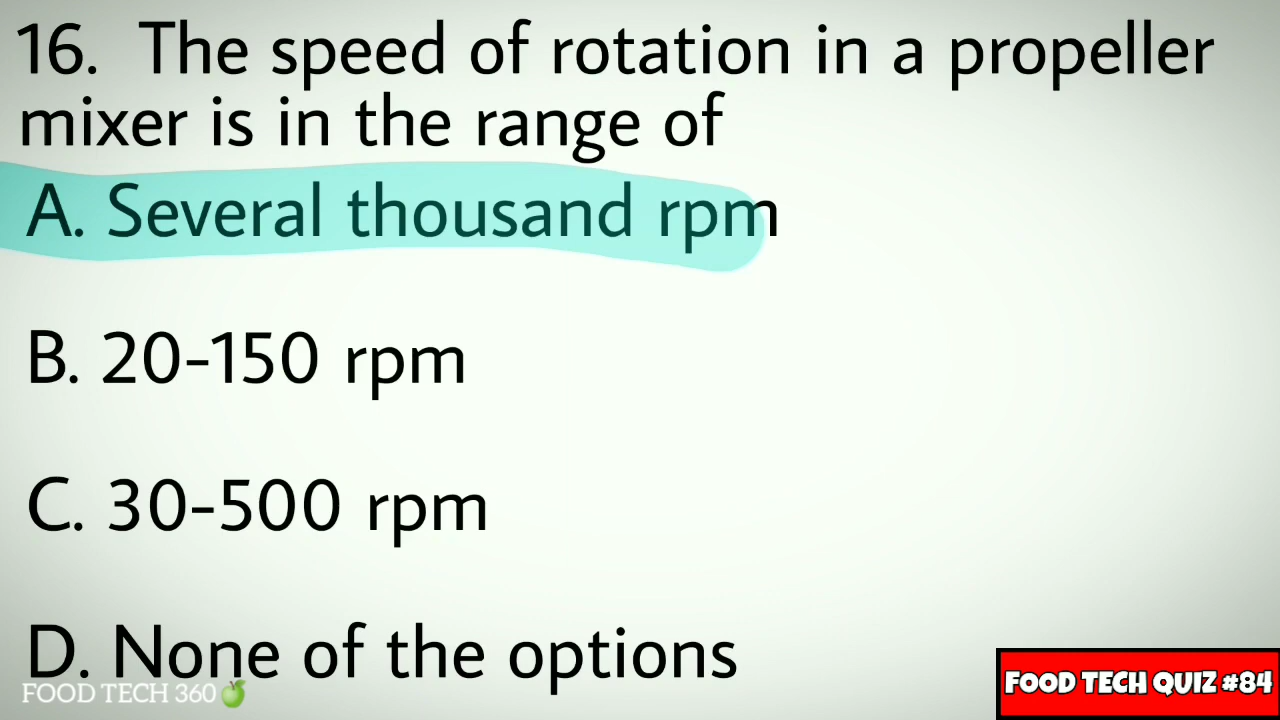 16. The speed of rotation in a propeller
mixer is in the range of
A. Several thousand rpm
B. 20-150 rpm
C. 30-500 rpm
D. None of the options
FOOD TECH 360🍏
FOOD TECH QUIZ #84